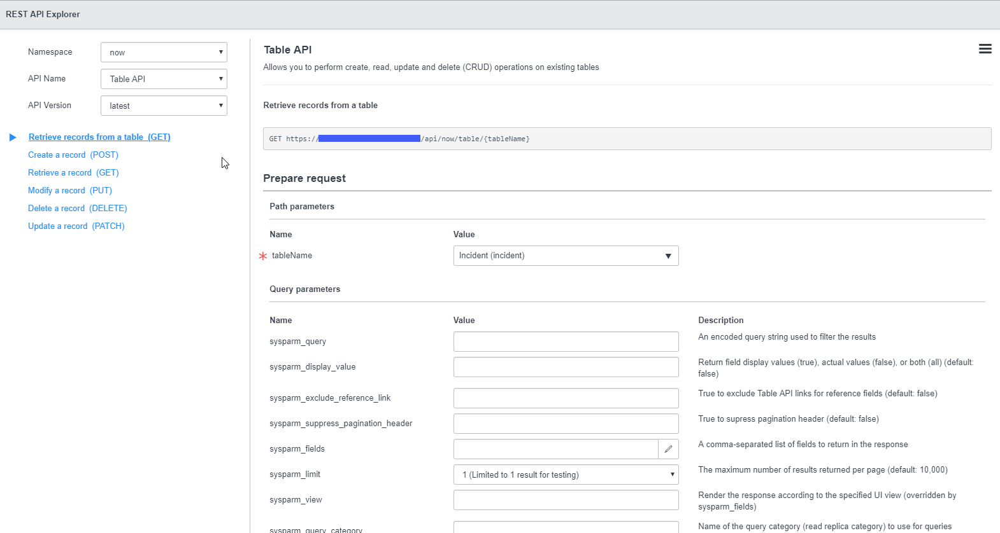 REST API Explorer
Namespace
now
API Name
Table API
API Version
latest
Retrieve records from a table (GET)
Create a record (POST)
Retrieve a record (GET)
Modify a record (PUT)
Delete a record (DELETE)
Update a record (PATCH)
Table API
Allows you to perform create, read, update and delete (CRUD) operations on existing tables
Retrieve records from a table
GET https:// /api/now/table/{tableName}
Prepare request
Path parameters
Name Value
* tableName Incident (incident)
Query parameters
Name Value Description
sysparm_query An encoded query string used to filter the results
sysparm_display_value Return field display values (true), actual values (false), or both (all) (default:
false)
sysparm_exclude_reference_link True to exclude Table API links for reference fields (default: false)
sysparm_suppress_pagination_header True to supress pagination header (default: false)
sysparm_fields A comma-separated list of fields to return in the response
sysparm_limit 1 (Limited to 1 result for testing) The maximum number of results returned per page (default: 10,000)
sysparm_view Render the response according to the specified UI view (overridden by
sysparm_fields)
sysparm_query_category Name of the query category (read replica category) to use for queries